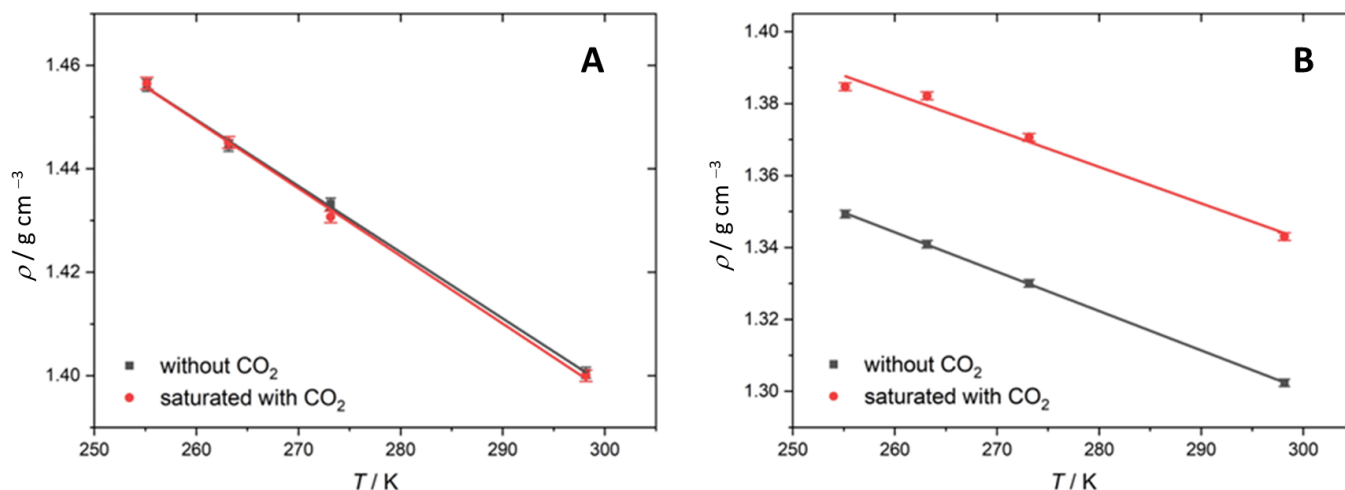 A
1.46
1.44
1.42
1.40
ρ / g cm⁻³
without CO₂
saturated with CO₂
250
260
270
280
290
300
T / K
B
1.40
1.38
1.36
1.34
1.32
1.30
ρ / g cm⁻³
without CO₂
saturated with CO₂
250
260
270
280
290
300
T / K